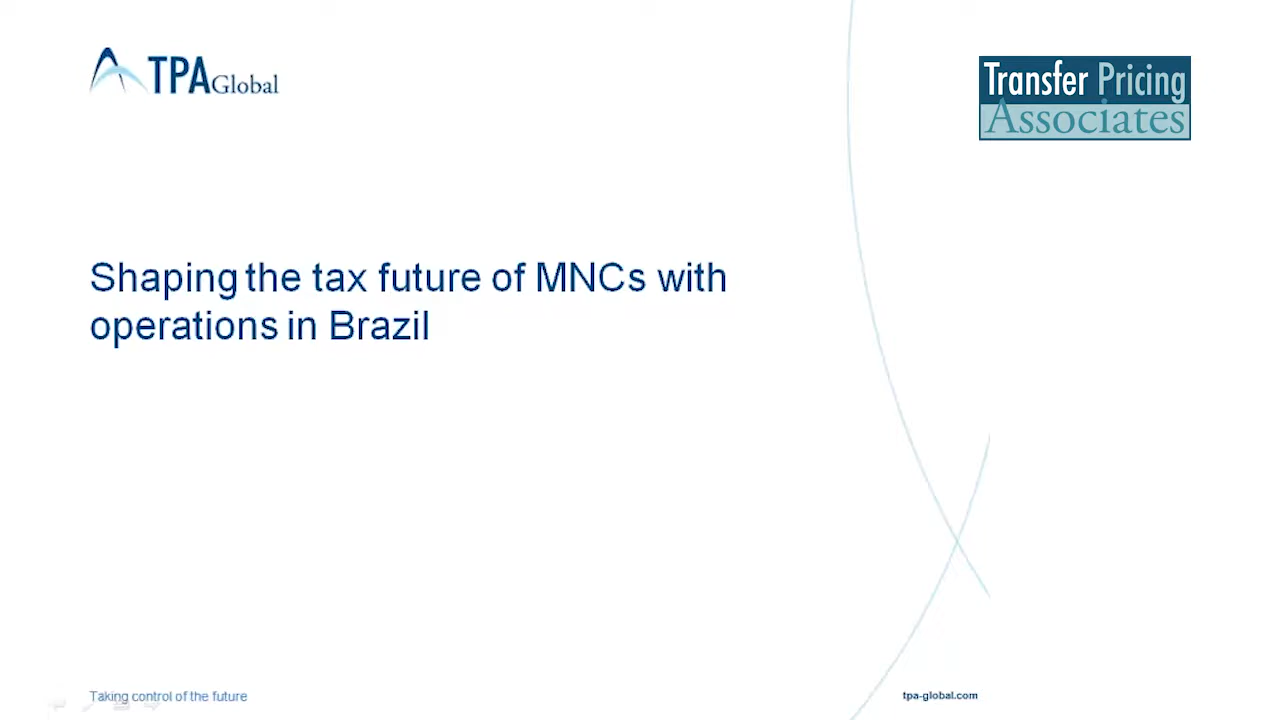 TPA Global
Transfer Pricing
Associates
Shaping the tax future of MNCs with
operations in Brazil
Taking control of the future
tpa-global.com